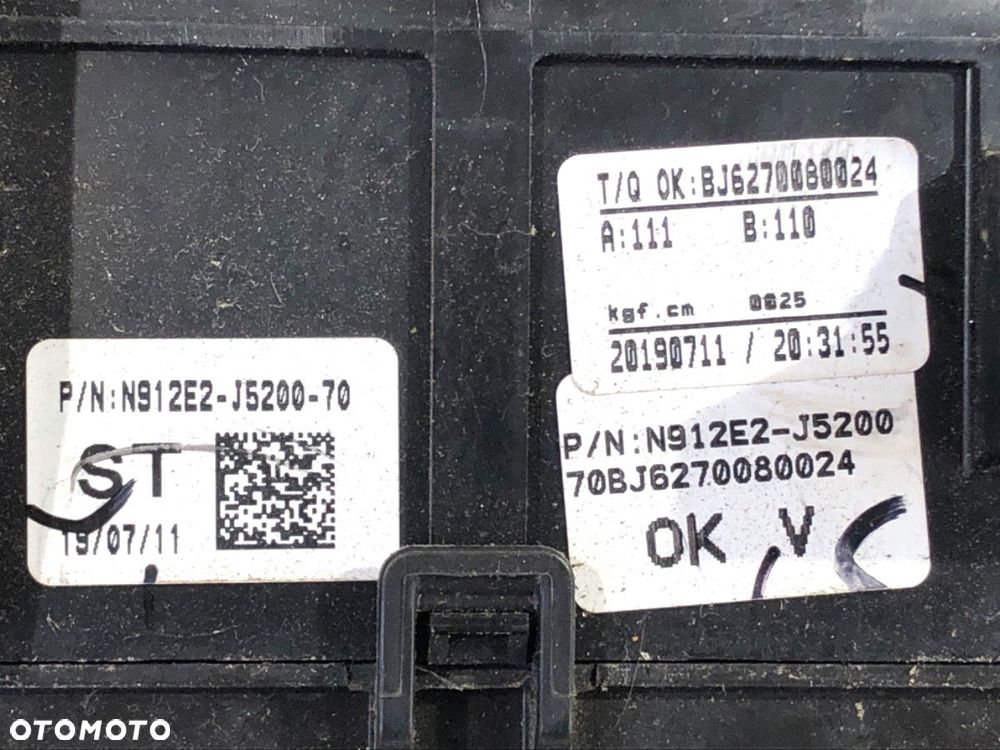 P/N:N912E2-J5200-70
ST
19/07/11
T/Q OK:BJ6270080024
A:111 B:110
kgf.cm 0025
20190711 / 20:31:55
P/N:N912E2-J5200
70BJ6270080024
OK V
OTOMOTO